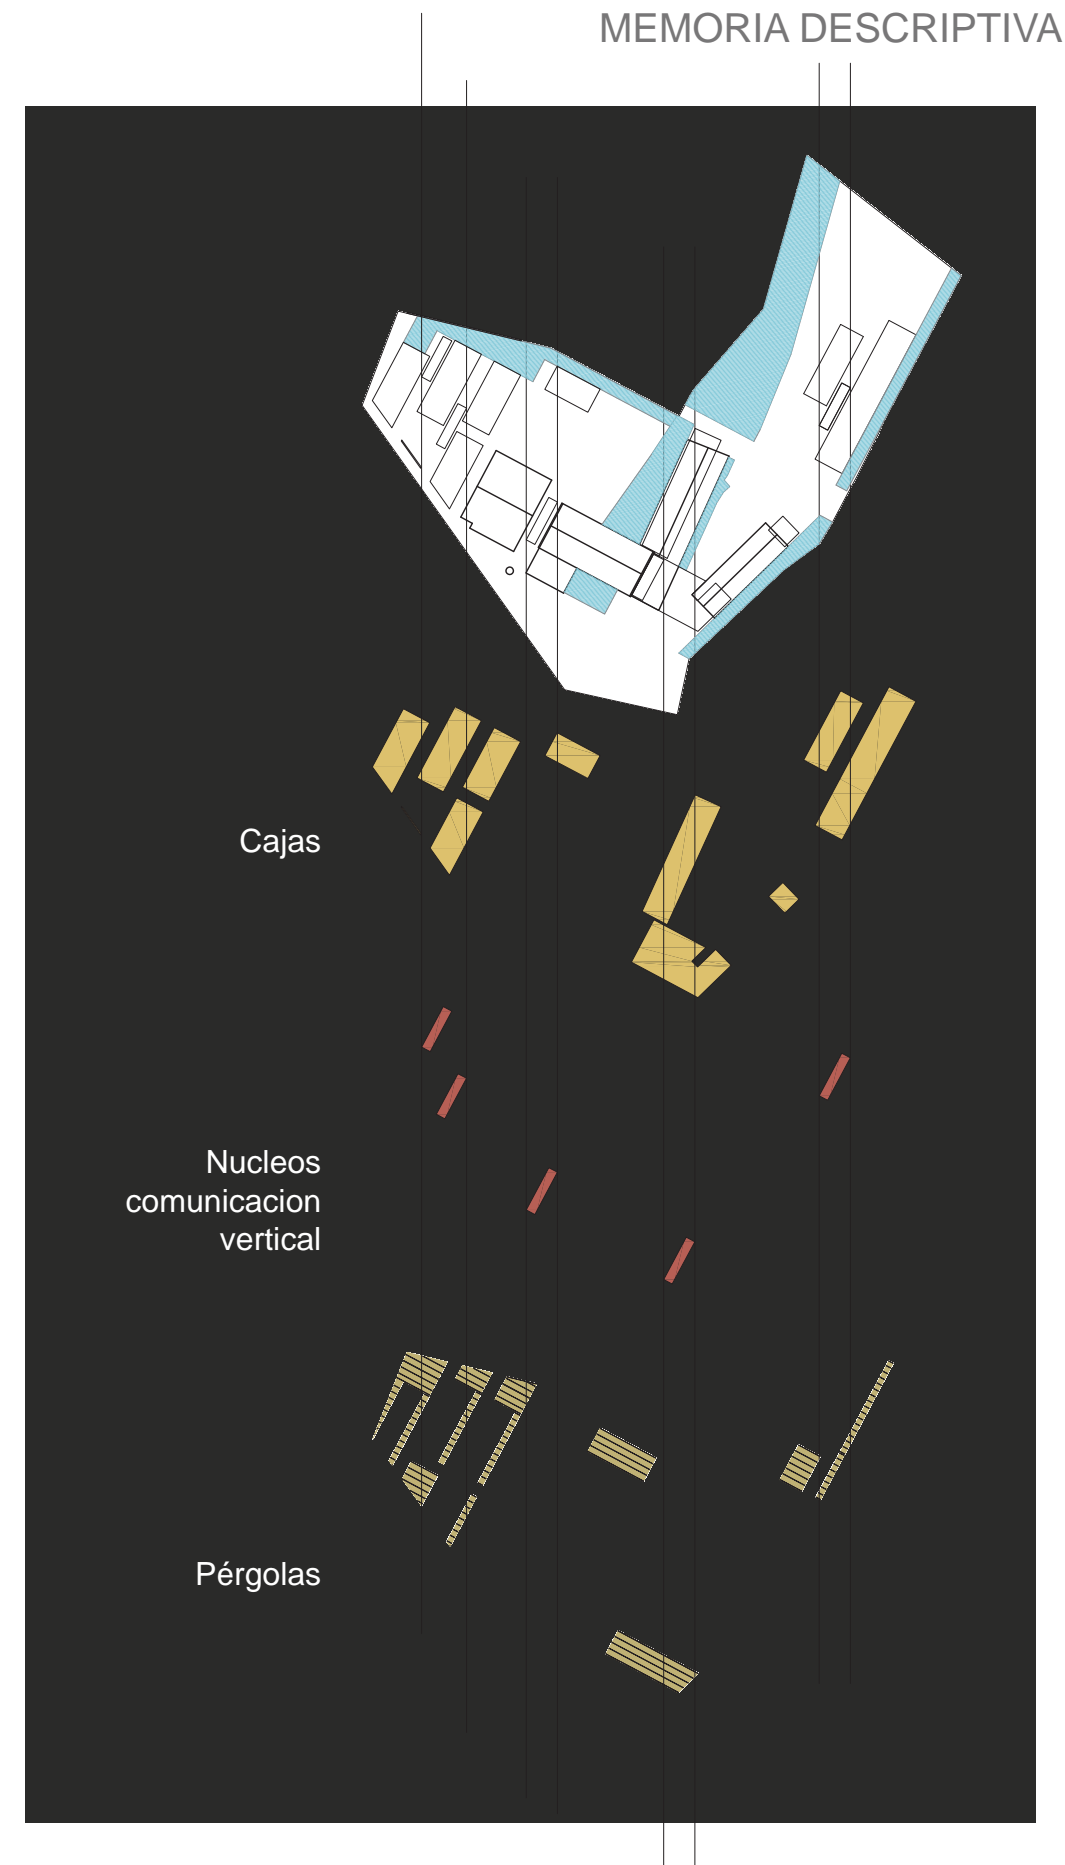 MEMORIA DESCRIPTIVA
Cajas
Nucleos
comunicacion
vertical
Pérgolas